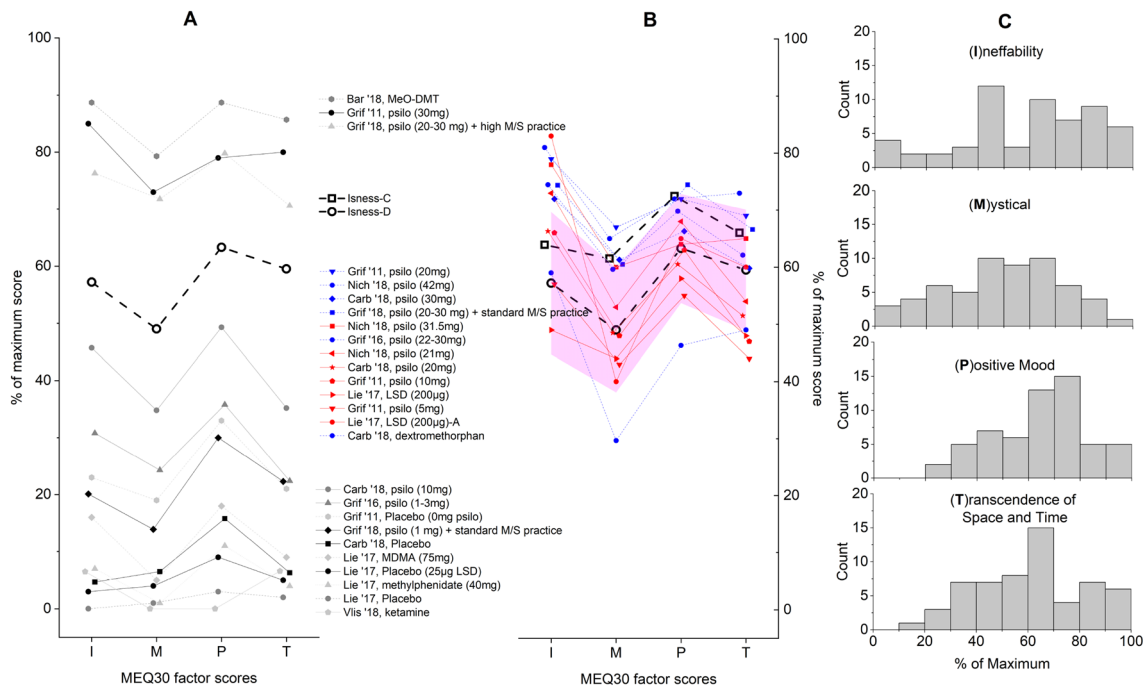 A
B
C
100
80
60
40
20
0
% of maximum score
I
M
P
T
MEQ30 factor scores
Bar '18, MeO-DMT
Grif '11, psilo (30mg)
Grif '18, psilo (20-30 mg) + high M/S practice
Isness-C
Isness-D
Grif '11, psilo (20mg)
Nich '18, psilo (42mg)
Carb '18, psilo (30mg)
Grif '18, psilo (20-30 mg) + standard M/S practice
Nich '18, psilo (31.5mg)
Grif '16, psilo (22-30mg)
Nich '18, psilo (21mg)
Carb '18, psilo (20mg)
Grif '11, psilo (10mg)
Lie '17, LSD (200µg)
Grif '11, psilo (5mg)
Lie '17, LSD (200µg)-A
Carb '18, dextromethorphan
Carb '18, psilo (10mg)
Grif '16, psilo (1-3mg)
Grif '11, Placebo (0mg psilo)
Grif '18, psilo (1 mg) + standard M/S practice
Carb '18, Placebo
Lie '17, MDMA (75mg)
Lie '17, Placebo (25µg LSD)
Lie '17, methylphenidate (40mg)
Lie '17, Placebo
Vlis '18, ketamine
100
80
60
40
20
0
% of maximum score
I
M
P
T
MEQ30 factor scores
20
15
10
5
0
Count
(I)neffability
20
15
10
5
0
Count
(M)ystical
20
15
10
5
0
Count
(P)ositive Mood
20
15
10
5
0
Count
(T)ranscendence of
Space and Time
0
20
40
60
80
100
% of Maximum